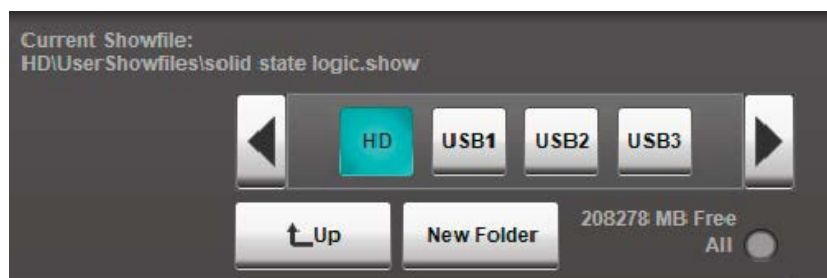 Current Showfile:
HD\UserShowfiles\solid state logic.show
HD USB1 USB2 USB3
Up New Folder 208278 MB Free
All